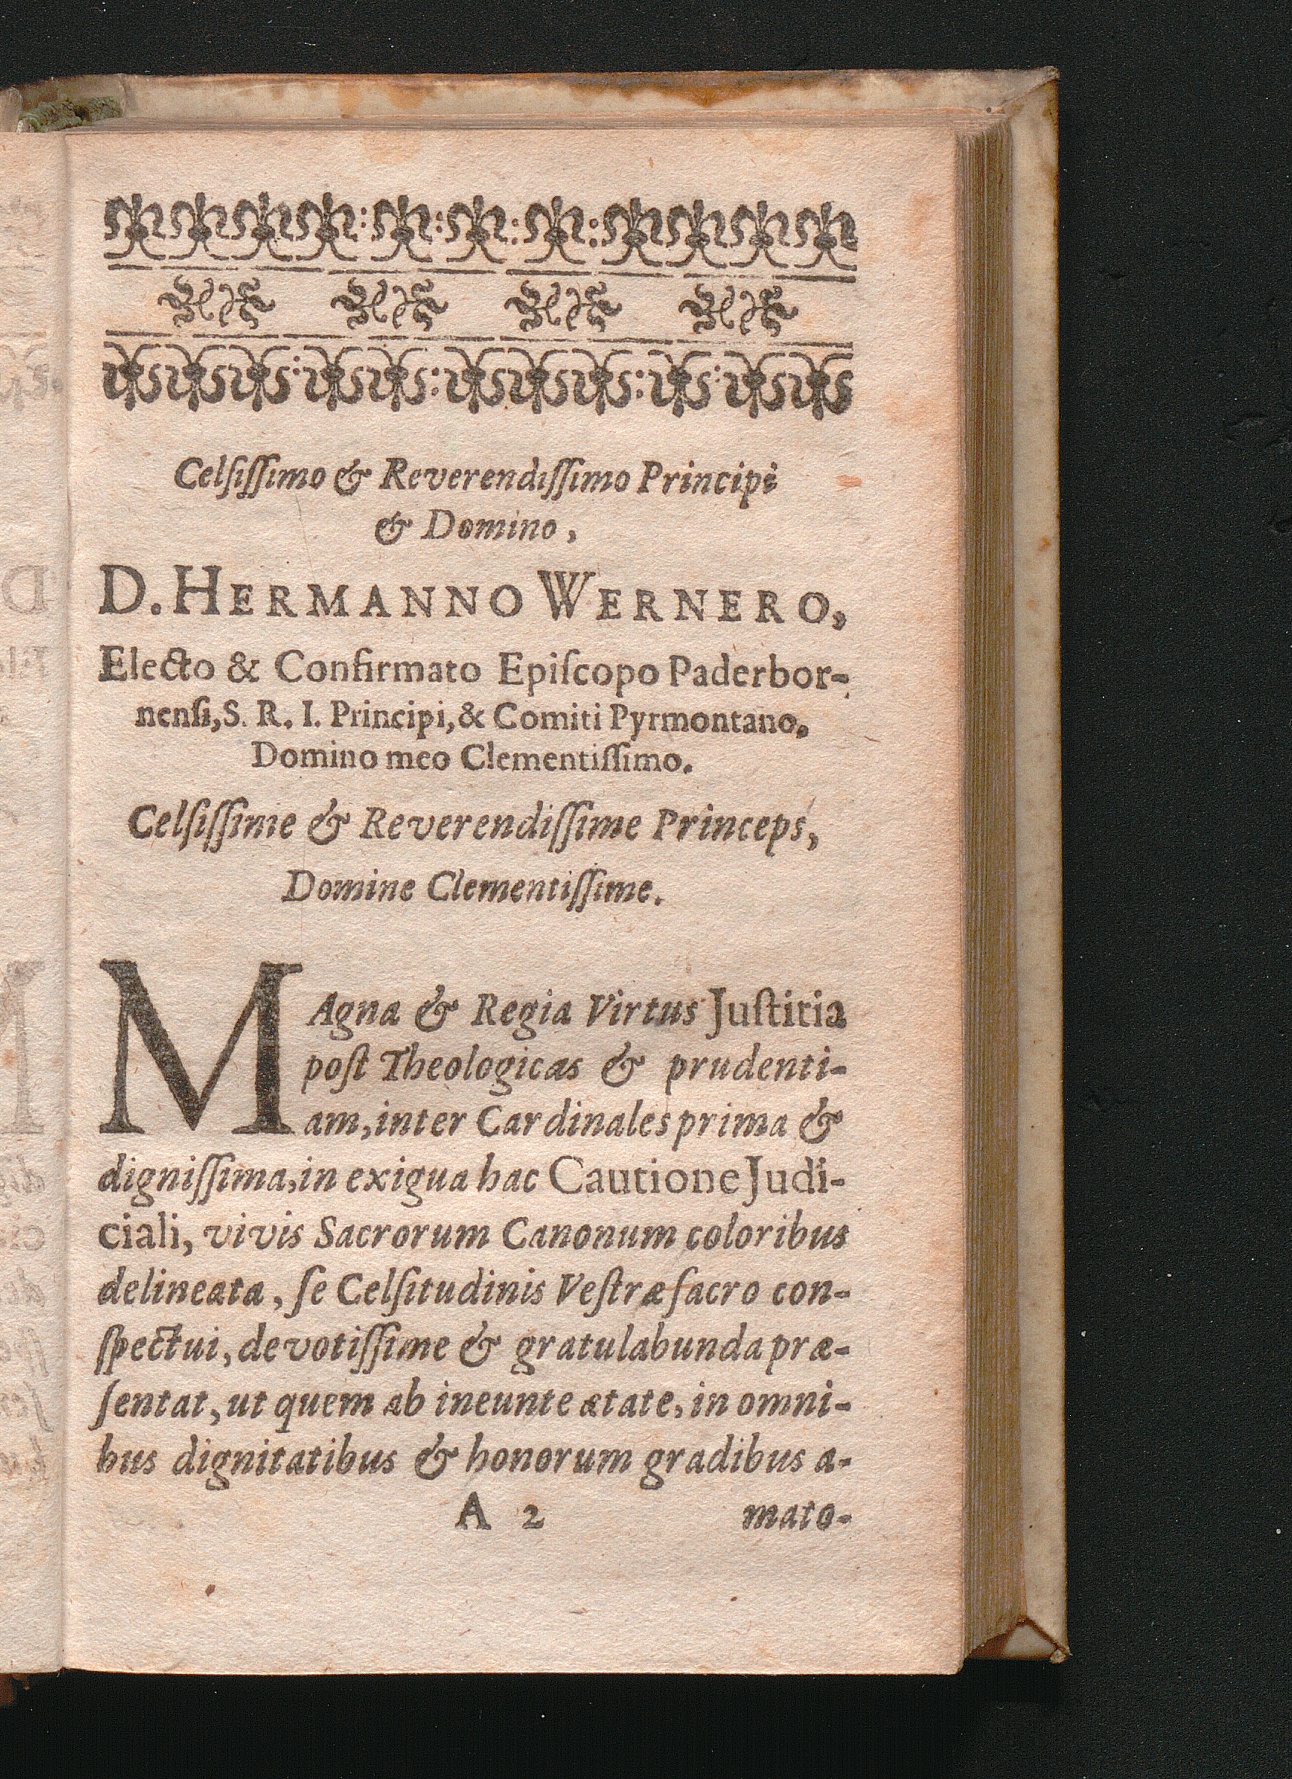 Celſiſſimo & Reverendiſſimo Principi
& Domino,
D. HERMANNO WERNERO,
Electo & Confirmato Epiſcopo Paderbor-
nenſi, S. R. I. Principi, & Comiti Pyrmontano.
Domino meo Clementiſſimo.
Celſiſſime & Reverendiſſime Princeps,
Domine Clementiſſime.
MAgna & Regia Virtus Juſtitia
poſt Theologicas & prudenti-
am, inter Cardinales prima &
digniſſima, in exigua hac Cautione Judi-
ciali, vivis Sacrorum Canonum coloribus
delineata, ſe Celſitudinis Veſtræ ſacro con-
ſpectui, devotiſſime & gratulabunda præ-
ſentat, ut quem ab ineunte ætate, in omni-
bus dignitatibus & honorum gradibus a-
A 2 mato-